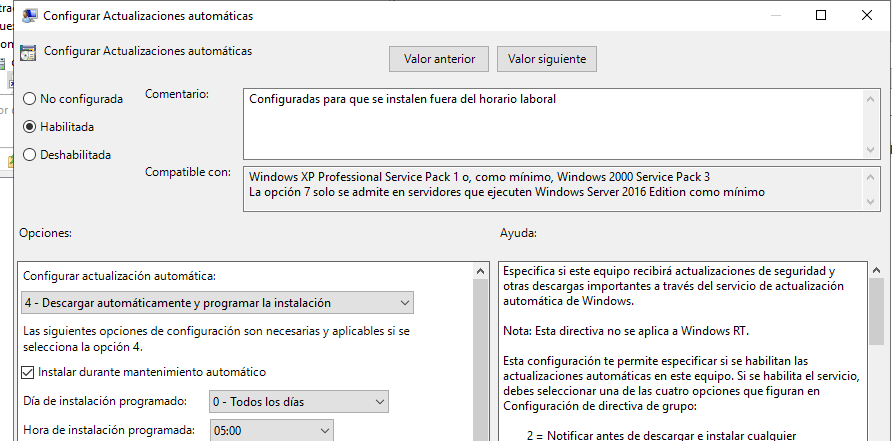 Configurar Actualizaciones automáticas
Configurar Actualizaciones automáticas
Valor anterior
Valor siguiente
No configurada
Habilitada
Deshabilitada
Comentario:
Configuradas para que se instalen fuera del horario laboral
Compatible con:
Windows XP Professional Service Pack 1 o, como mínimo, Windows 2000 Service Pack 3
La opción 7 solo se admite en servidores que ejecuten Windows Server 2016 Edition como mínimo
Opciones:
Configurar actualización automática:
4 - Descargar automáticamente y programar la instalación
Las siguientes opciones de configuración son necesarias y aplicables si se
selecciona la opción 4.
Instalar durante mantenimiento automático
Día de instalación programado:
0 - Todos los días
Hora de instalación programada:
05:00
Ayuda:
Especifica si este equipo recibirá actualizaciones de seguridad y
otras descargas importantes a través del servicio de actualización
automática de Windows.
Nota: Esta directiva no se aplica a Windows RT.
Esta configuración te permite especificar si se habilitan las
actualizaciones automáticas en este equipo. Si se habilita el servicio,
debes seleccionar una de las cuatro opciones que figuran en
Configuración de directiva de grupo:
2 = Notificar antes de descargar e instalar cualquier